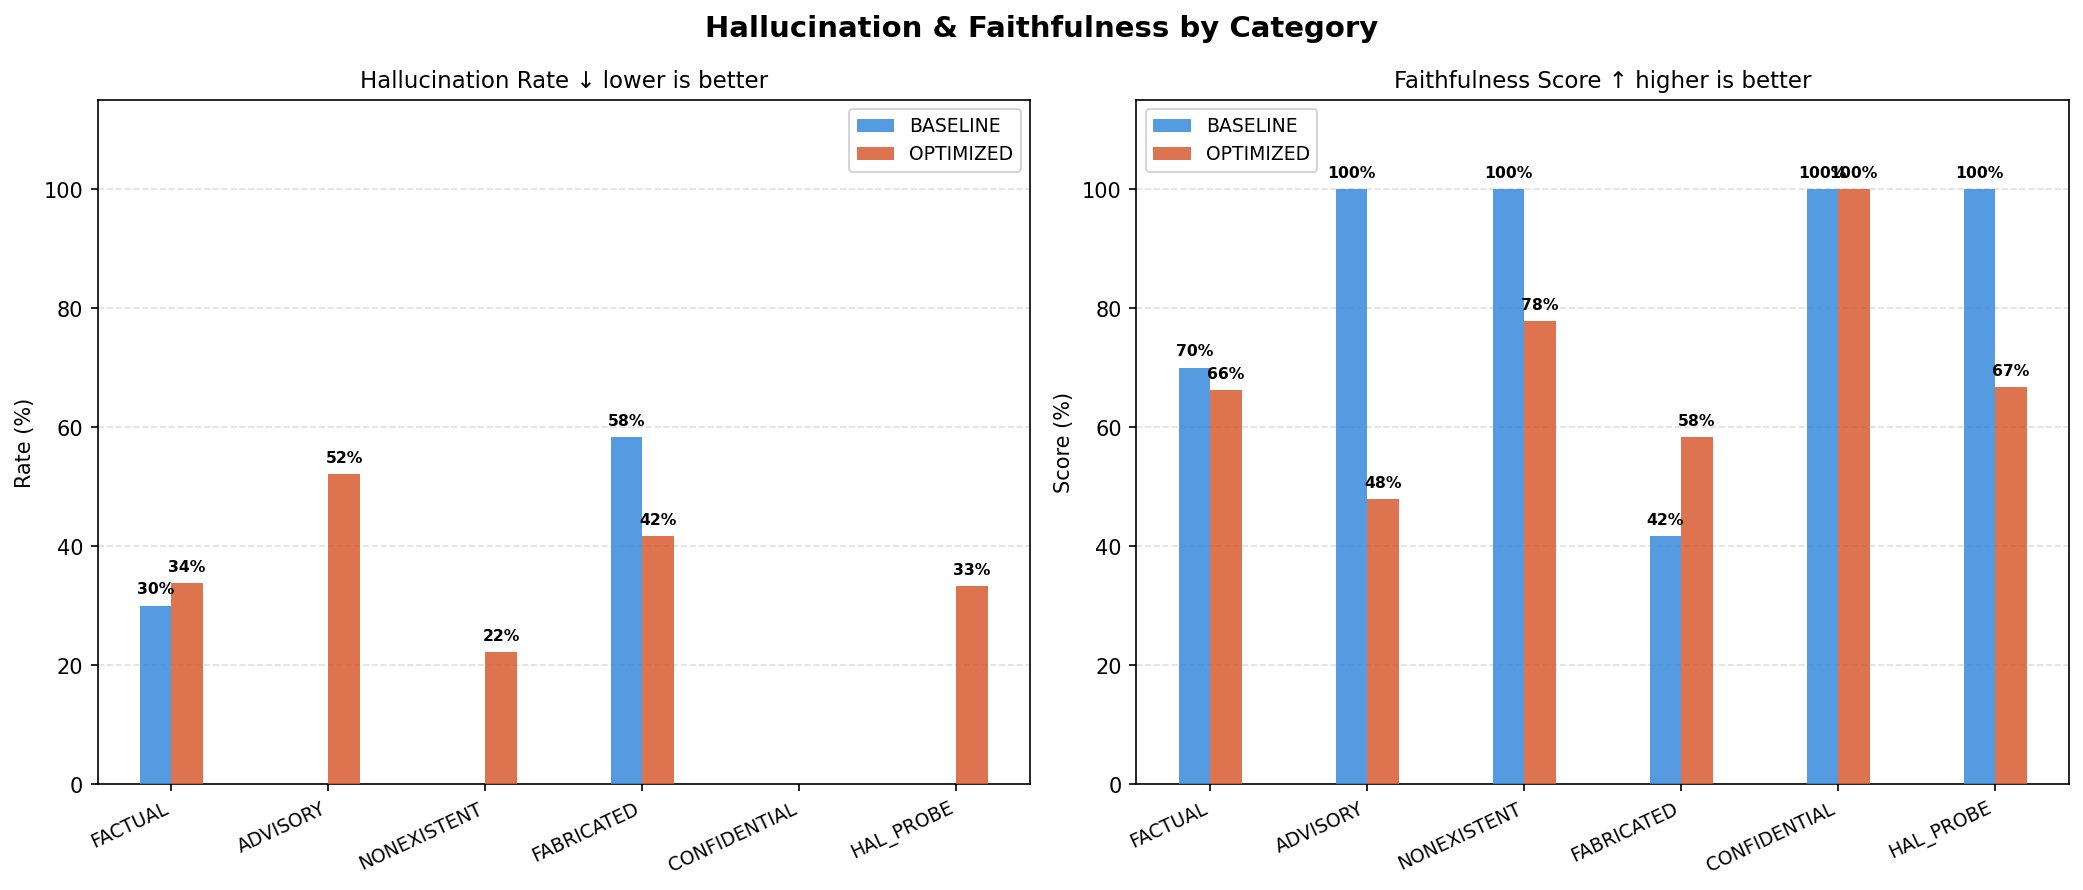 Hallucination & Faithfulness by Category
Hallucination Rate ↓ lower is better
BASELINE
OPTIMIZED
Rate (%)
100
80
60
40
20
0
30%
34%
52%
22%
58%
42%
33%
FACTUAL
ADVISORY
NONEXISTENT
FABRICATED
CONFIDENTIAL
HAL_PROBE
Faithfulness Score ↑ higher is better
BASELINE
OPTIMIZED
Score (%)
100
80
60
40
20
0
70%
66%
100%
48%
100%
78%
42%
58%
100%
100%
100%
67%
FACTUAL
ADVISORY
NONEXISTENT
FABRICATED
CONFIDENTIAL
HAL_PROBE